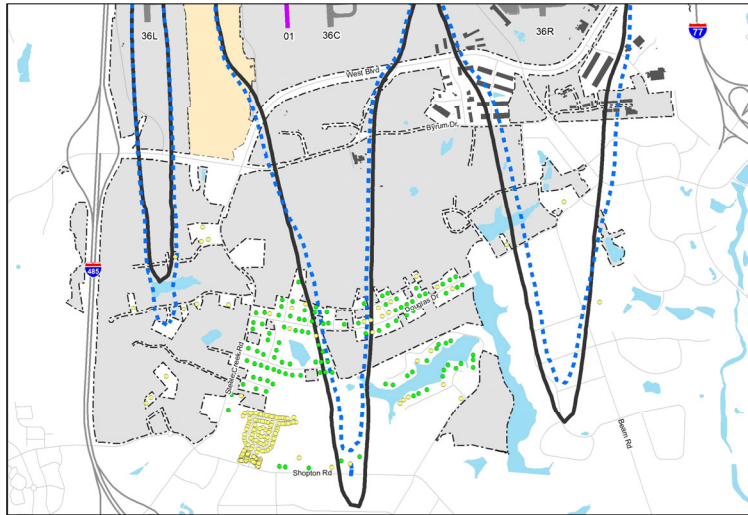 36L
01
36C
36R
77
West Blvd
Byrum Dr
485
Douglas Dr
Steele Creek Rd
Beam Rd
Shopton Rd